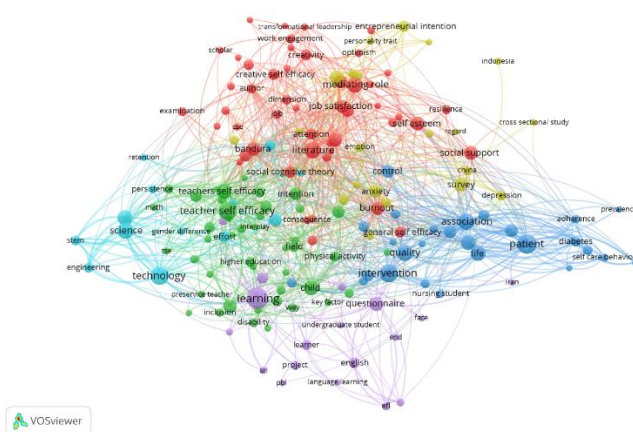 transformational leadership
entrepreneurial intention
work engagement
personality trait
scholar
creativity
optimism
indonesia
creative self efficacy
mediating role
author
dimension
job satisfaction
examination
job
resilience
cross sectional study
cse
attention
self esteem
regard
bandura
literature
emotion
retention
social support
social cognitive theory
control
china
persistence
teachers self efficacy
intention
anxiety
survey
depression
math
teacher self efficacy
burnout
association
prevalence
science
gender difference
interplay
consequence
adherence
effort
general self efficacy
patient
stem
field
quality
life
diabetes
higher education
physical activity
self care behavior
engineering
technology
intervention
preservice teacher
child
iran
learning
key factor
nursing student
inclusion
way
questionnaire
disability
undergraduate student
face
learner
end
project
english
pbl
language learning
efl
VOSviewer